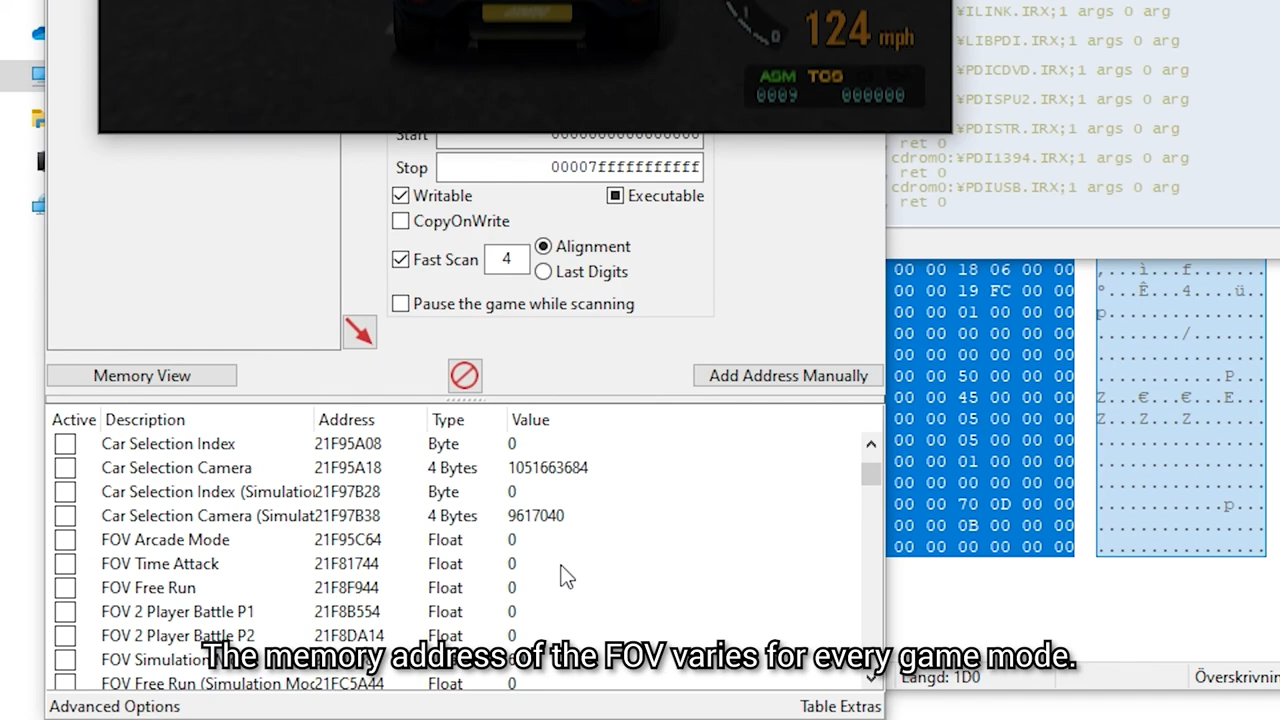 124 mph
ASM TCS
0009 000000
Start 0000000000000000
Stop 00007fffffffffff
Writable Executable
CopyOnWrite
Fast Scan 4 Alignment
Last Digits
Pause the game while scanning
Memory View Add Address Manually
Active Description Address Type Value
Car Selection Index 21F95A08 Byte 0
Car Selection Camera 21F95A18 4 Bytes 1051663684
Car Selection Index (Simulatio 21F97B28 Byte 0
Car Selection Camera (Simulat 21F97B38 4 Bytes 9617040
FOV Arcade Mode 21F95C64 Float 0
FOV Time Attack 21F81744 Float 0
FOV Free Run 21F8F944 Float 0
FOV 2 Player Battle P1 21F8B554 Float 0
FOV 2 Player Battle P2 21F8DA14 Float 0
FOV Simulation
FOV Free Run (Simulation Mod 21FC5A44 Float 0
The memory address of the FOV varies for every game mode.
Advanced Options Table Extras
¥ILINK.IRX;1 args 0 arg
¥LIBPDI.IRX;1 args 0 arg
¥PDICDVD.IRX;1 args 0 arg
¥PDISPU2.IRX;1 args 0 arg
¥PDISTR.IRX;1 args 0 arg
, ret 0
cdrom0:¥PDI1394.IRX;1 args 0 arg
, ret 0
cdrom0:¥PDIUSB.IRX;1 args 0 arg
, ret 0
00 00 18 06 00 00 ,...ì...f.......
00 00 19 FC 00 00 °...Ê...4....ü..
00 00 01 00 00 00 p...............
00 00 00 00 00 00 ......../.......
00 00 00 00 00 00 ................
00 00 50 00 00 00 ............P...
00 00 45 00 00 00 Z...€...€...E...
00 00 05 00 00 00 Z...Z...Z.......
00 00 05 00 00 00 ................
00 00 01 00 00 00 ................
00 00 00 00 00 00 ................
00 00 70 0D 00 00 ............p...
00 00 0B 00 00 00 ................
00 00 00 00 00 00 ................
Längd: 1D0 Överskrivnin